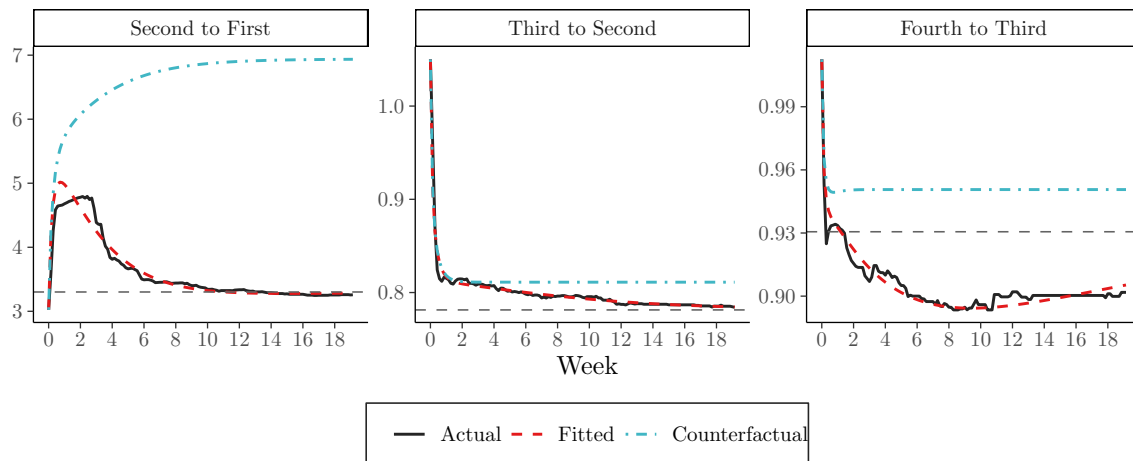 Second to First
Third to Second
Fourth to Third
7
6
5
4
3
0 2 4 6 8 10 12 14 16 18
1.0
0.9
0.8
0 2 4 6 8 10 12 14 16 18
0.99
0.96
0.93
0.90
0 2 4 6 8 10 12 14 16 18
Week
Actual Fitted Counterfactual